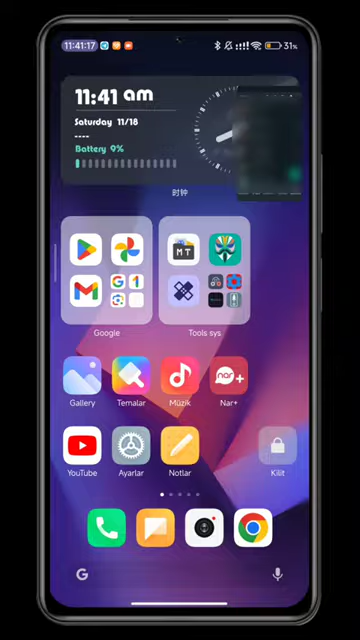 11:41:17
31%
11:41 am
Saturday 11/18
----
Battery 9%
时钟
MT
Google
Tools sys
nar+
Gallery
Temalar
Müzik
Nar+
YouTube
Ayarlar
Notlar
Kilit